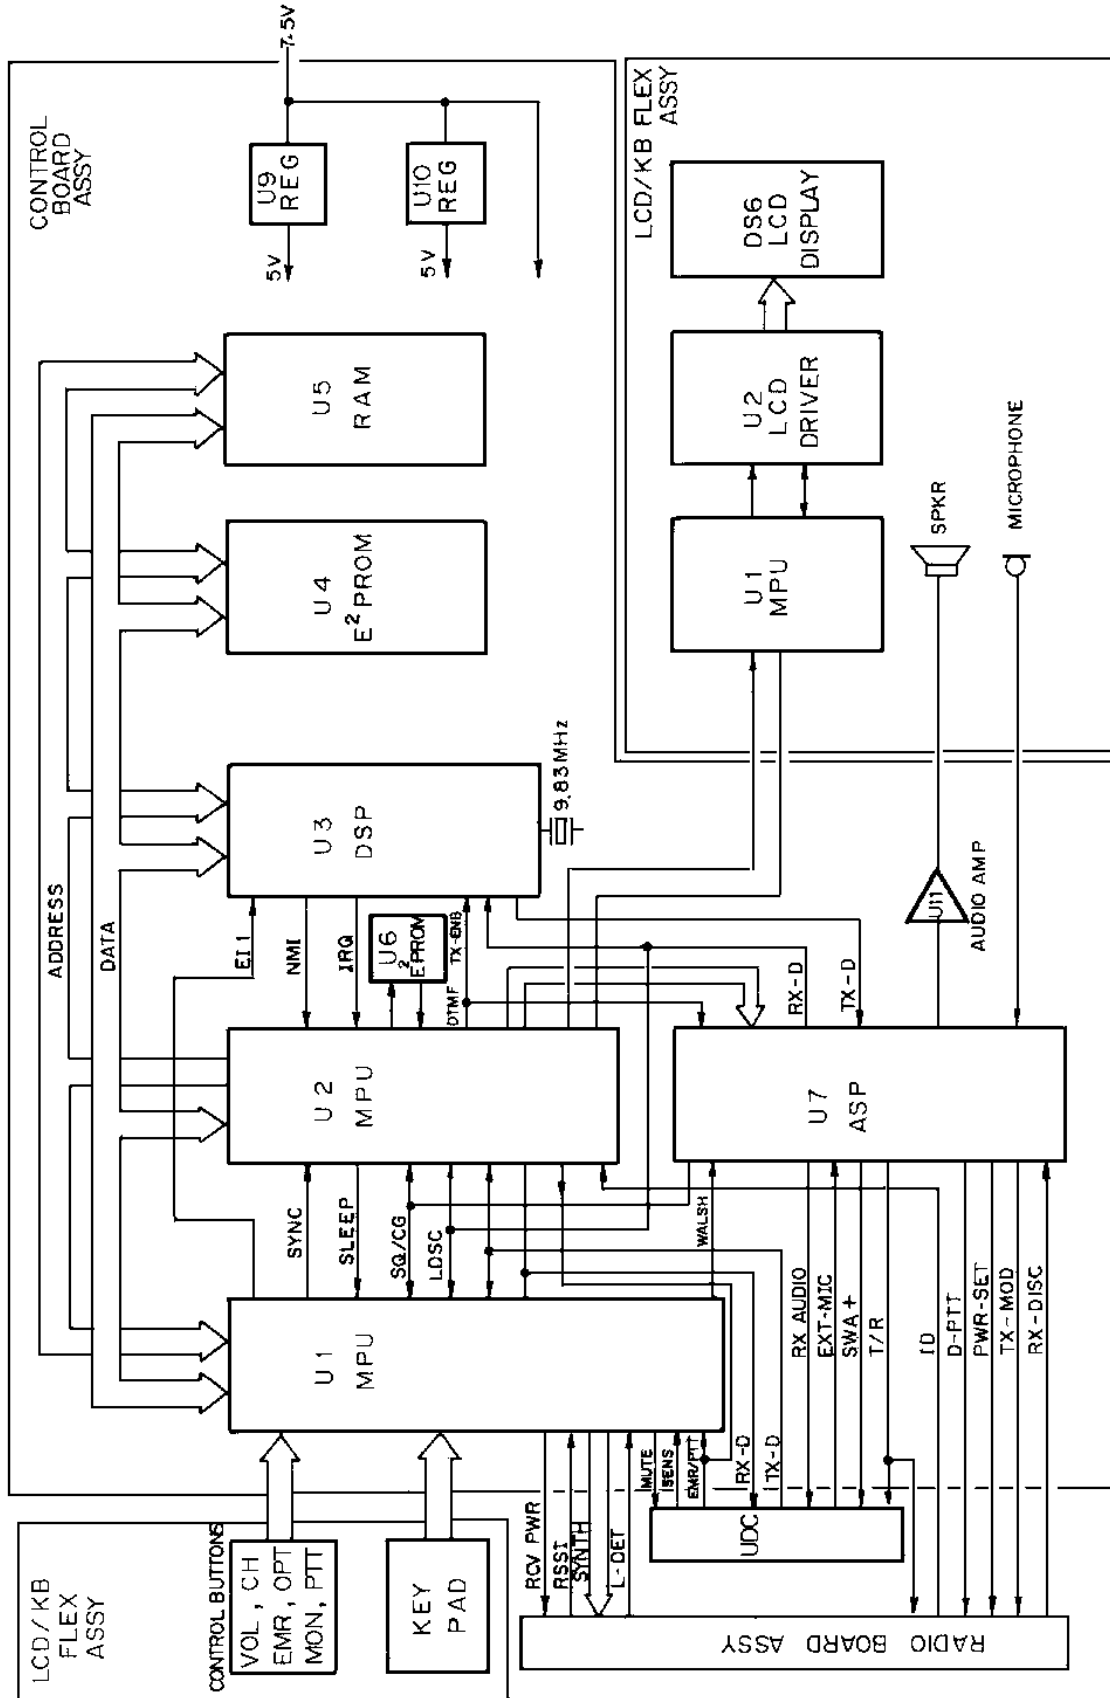 LCD/KB
FLEX
ASSY
CONTROL BUTTONS
VOL, CH
EMR, OPT
MON, PTT
KEY
PAD
RADIO BOARD ASSY
CONTROL
BOARD
ASSY
7.5V
U9
REG
5V
U10
REG
5V
ADDRESS
DATA
U1
MPU
SYNC
SLEEP
SQ/CG
LDSC
WALSH
U2
MPU
EI1
NMI
IRQ
U6
E²PROM
DTMF
TX-ENB
U3
DSP
9.83MHz
U4
E²PROM
U5
RAM
RCV PWR
RSSI
SYNTH
L-DET
MUTE
ISENS
EMR/PTT
RX-D
TX-D
UDC
RX AUDIO
EXT-MIC
SWA+
T/R
ID
D-PTT
PWR-SET
TX-MOD
RX-DISC
U7
ASP
RX-D
TX-D
U11
AUDIO AMP
SPKR
MICROPHONE
LCD/KB FLEX
ASSY
U1
MPU
U2
LCD
DRIVER
DS6
LCD
DISPLAY